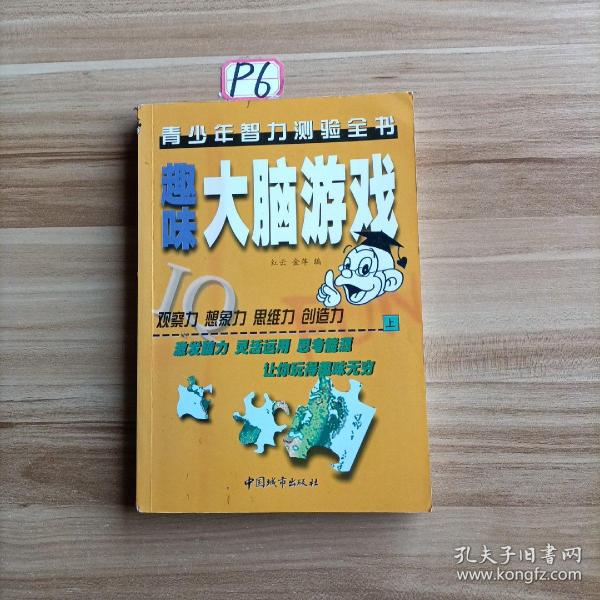 P6
青少年智力测验全书
趣味 大脑游戏
红云 金萍 编
IQ
观察力 想象力 思维力 创造力
上
激发脑力 灵活运用 思考能源
让你玩得趣味无穷
中国城市出版社
孔夫子旧书网
www.kongfz.com